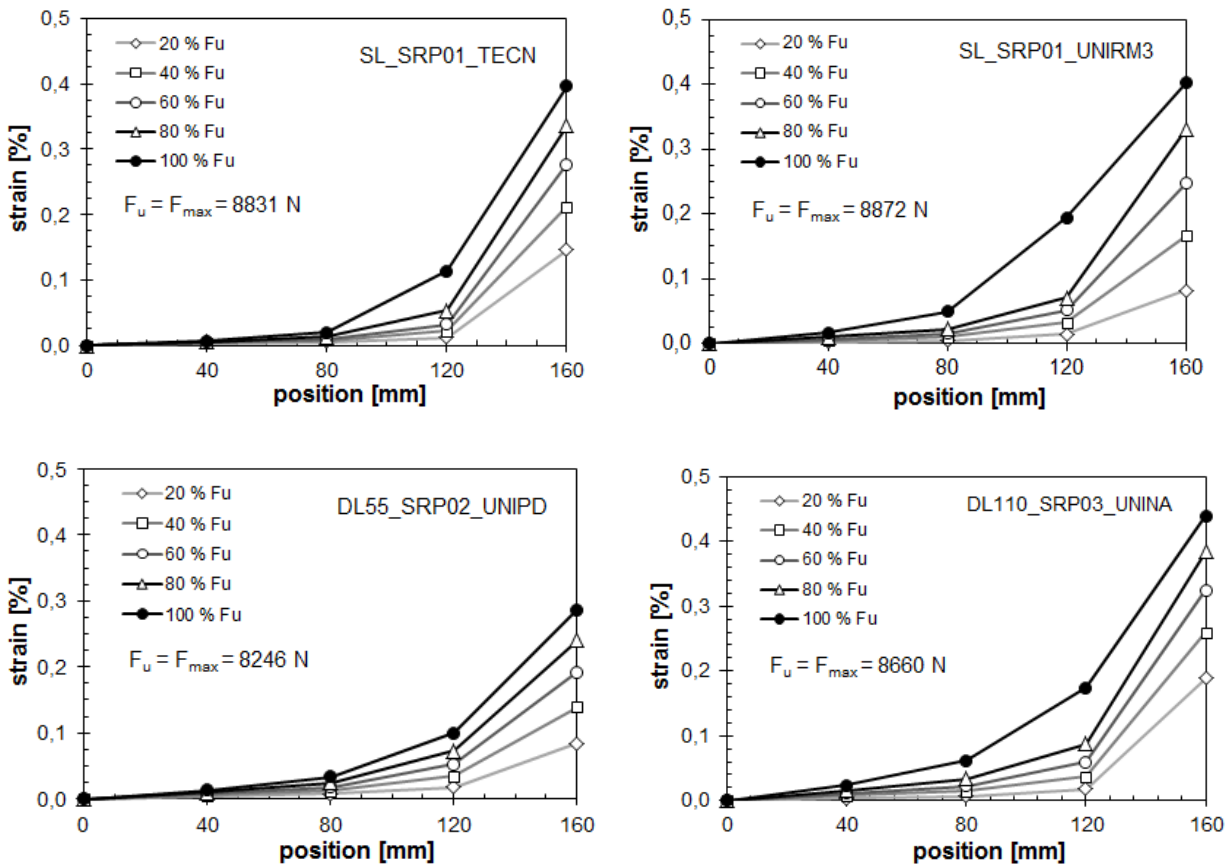 0,5
0,4
0,3
0,2
0,1
0,0
strain [%]
20 % Fu
40 % Fu
60 % Fu
80 % Fu
100 % Fu
SL_SRP01_TECN
Fu = Fmax = 8831 N
0 40 80 120 160
position [mm]
0,5
0,4
0,3
0,2
0,1
0,0
strain [%]
20 % Fu
40 % Fu
60 % Fu
80 % Fu
100 % Fu
SL_SRP01_UNIRM3
Fu = Fmax = 8872 N
0 40 80 120 160
position [mm]
0,5
0,4
0,3
0,2
0,1
0,0
strain [%]
20 % Fu
40 % Fu
60 % Fu
80 % Fu
100 % Fu
DL55_SRP02_UNIPD
Fu = Fmax = 8246 N
0 40 80 120 160
position [mm]
0,5
0,4
0,3
0,2
0,1
0,0
strain [%]
20 % Fu
40 % Fu
60 % Fu
80 % Fu
100 % Fu
DL110_SRP03_UNINA
Fu = Fmax = 8660 N
0 40 80 120 160
position [mm]